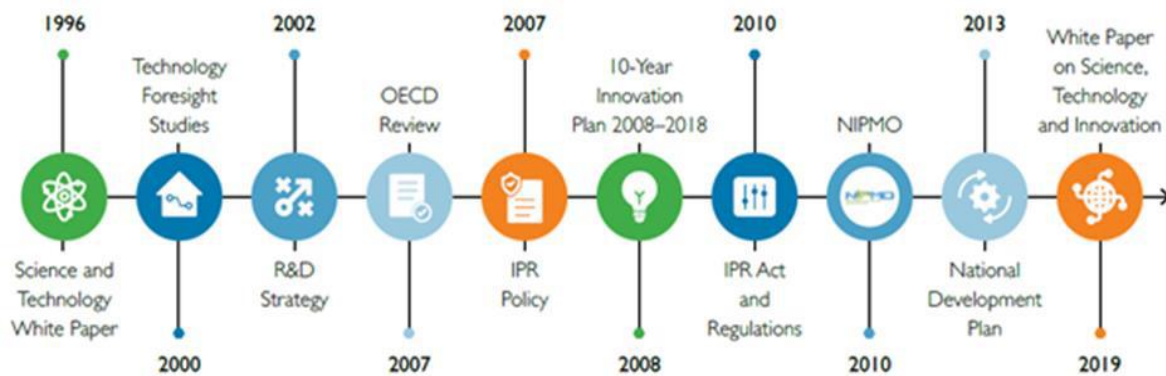 1996
Science and
Technology
White Paper
Technology
Foresight
Studies
2000
2002
R&D
Strategy
OECD
Review
2007
2007
IPR
Policy
10-Year
Innovation
Plan 2008–2018
2008
2010
IPR Act
and
Regulations
NIPMO
NIPMO
2010
2013
National
Development
Plan
White Paper
on Science,
Technology
and Innovation
2019